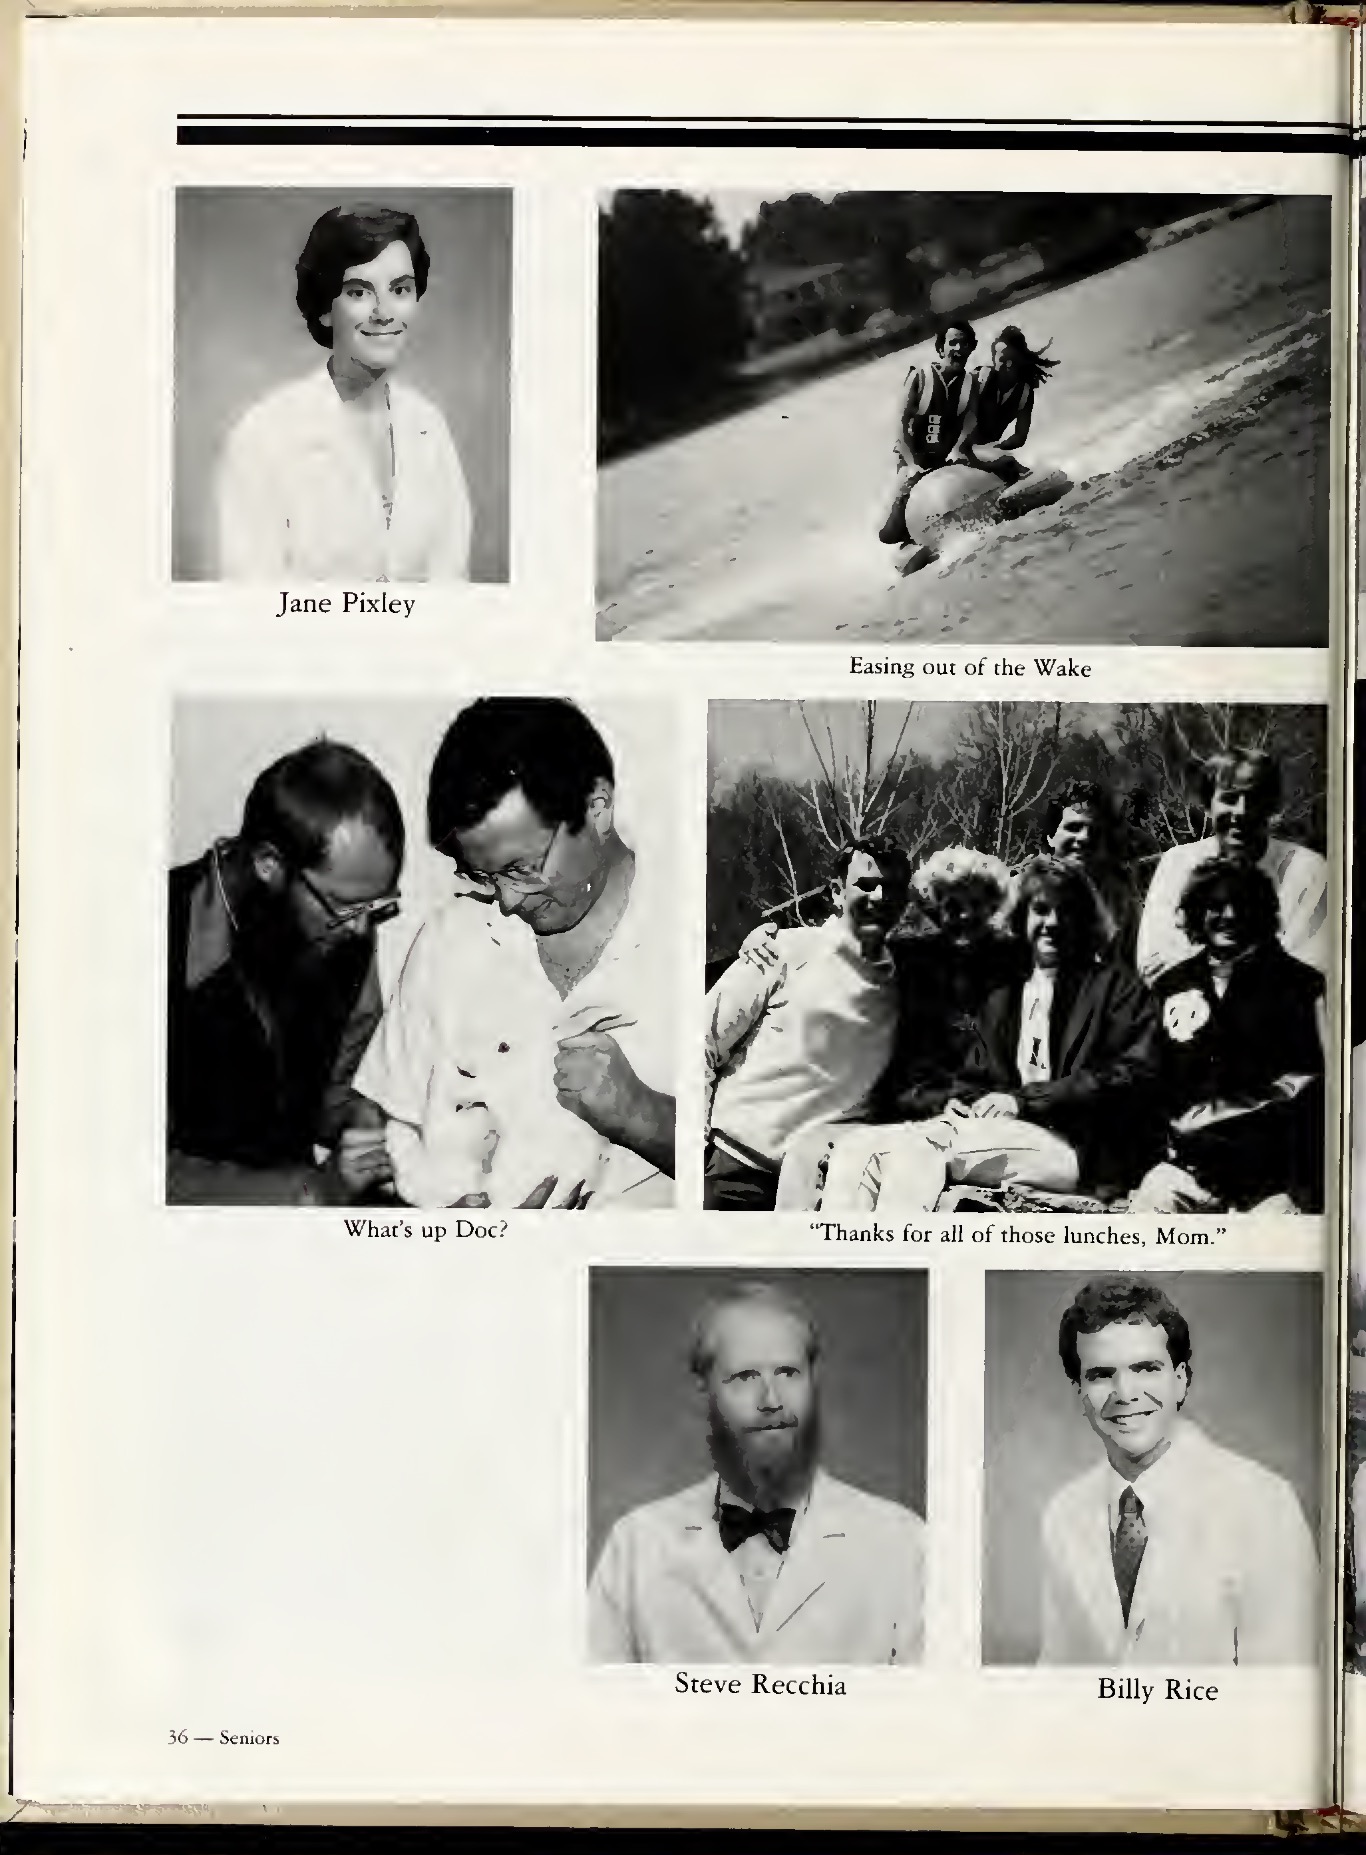 Jane Pixley
Easing out of the Wake
What's up Doc?
"Thanks for all of those lunches, Mom."
Steve Recchia
Billy Rice
36 — Seniors